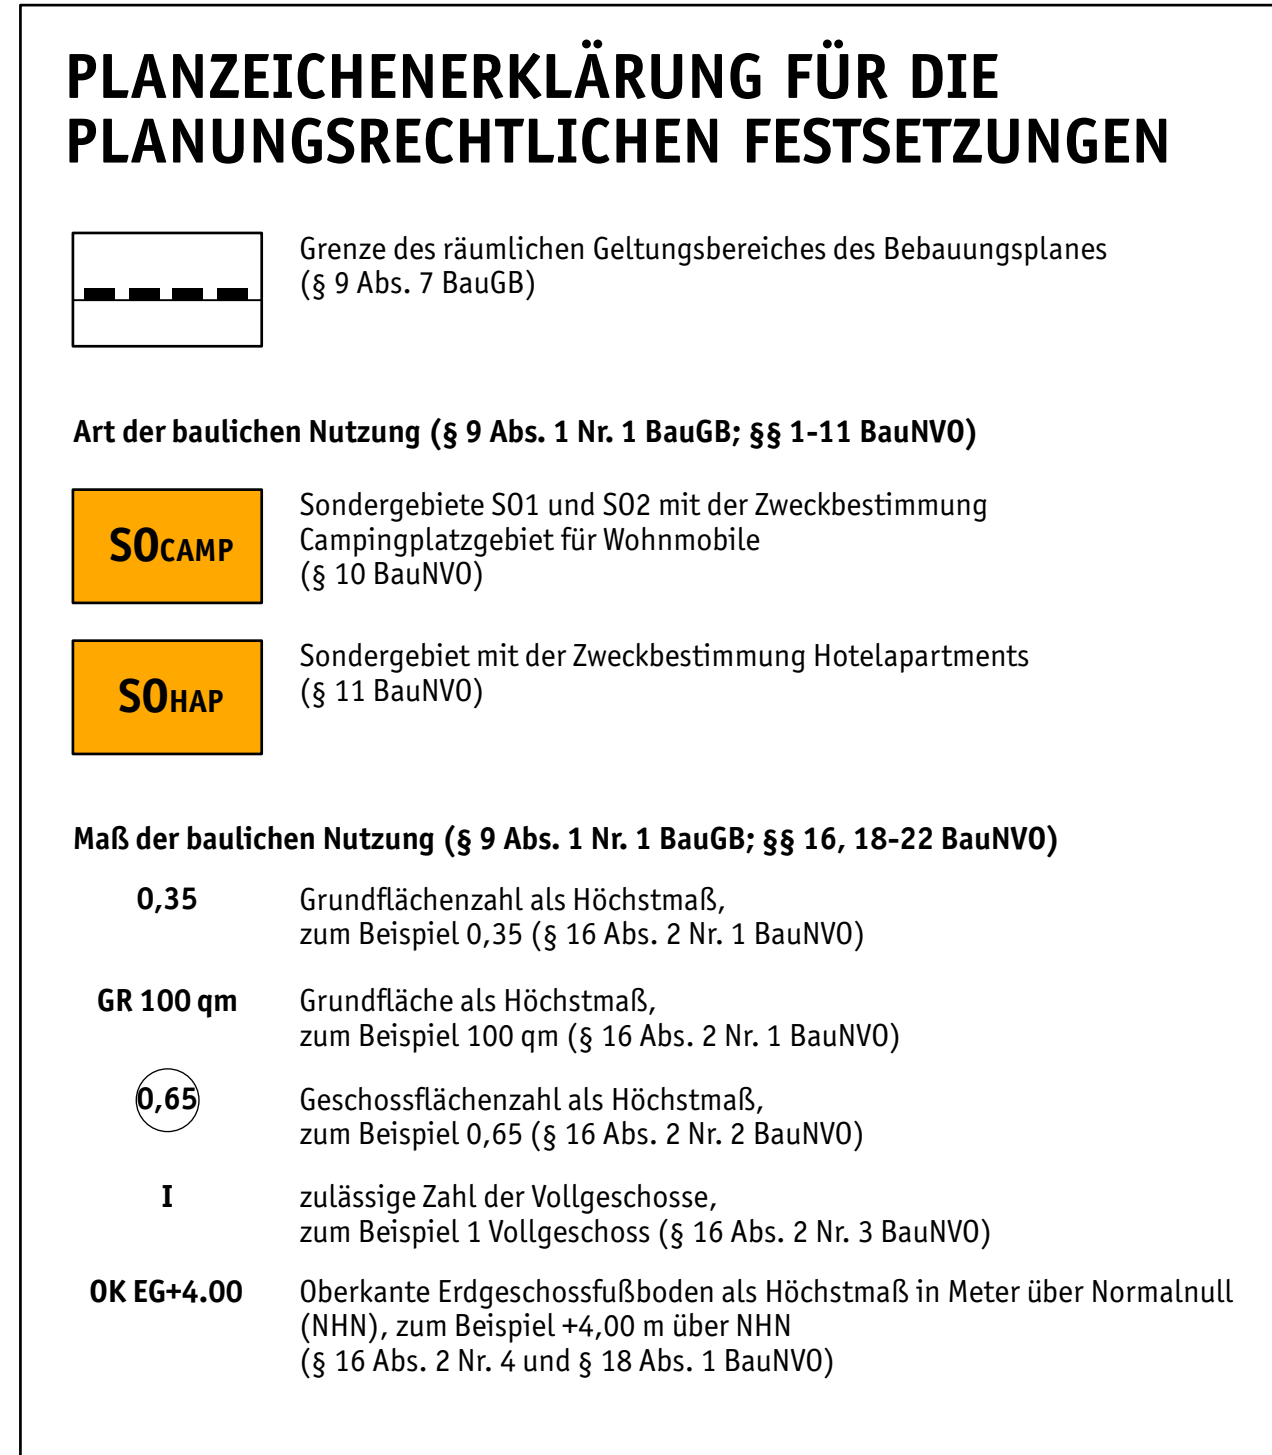 PLANZEICHENERKLÄRUNG FÜR DIE
PLANUNGSRECHTLICHEN FESTSETZUNGEN
Grenze des räumlichen Geltungsbereiches des Bebauungsplanes
(§ 9 Abs. 7 BauGB)
Art der baulichen Nutzung (§ 9 Abs. 1 Nr. 1 BauGB; §§ 1-11 BauNVO)
SOCAMP
Sondergebiete SO1 und SO2 mit der Zweckbestimmung
Campingplatzgebiet für Wohnmobile
(§ 10 BauNVO)
SOHAP
Sondergebiet mit der Zweckbestimmung Hotelapartments
(§ 11 BauNVO)
Maß der baulichen Nutzung (§ 9 Abs. 1 Nr. 1 BauGB; §§ 16, 18-22 BauNVO)
0,35
Grundflächenzahl als Höchstmaß,
zum Beispiel 0,35 (§ 16 Abs. 2 Nr. 1 BauNVO)
GR 100 qm
Grundfläche als Höchstmaß,
zum Beispiel 100 qm (§ 16 Abs. 2 Nr. 1 BauNVO)
0,65
Geschossflächenzahl als Höchstmaß,
zum Beispiel 0,65 (§ 16 Abs. 2 Nr. 2 BauNVO)
I
zulässige Zahl der Vollgeschosse,
zum Beispiel 1 Vollgeschoss (§ 16 Abs. 2 Nr. 3 BauNVO)
OK EG+4.00
Oberkante Erdgeschossfußboden als Höchstmaß in Meter über Normalnull
(NHN), zum Beispiel +4,00 m über NHN
(§ 16 Abs. 2 Nr. 4 und § 18 Abs. 1 BauNVO)